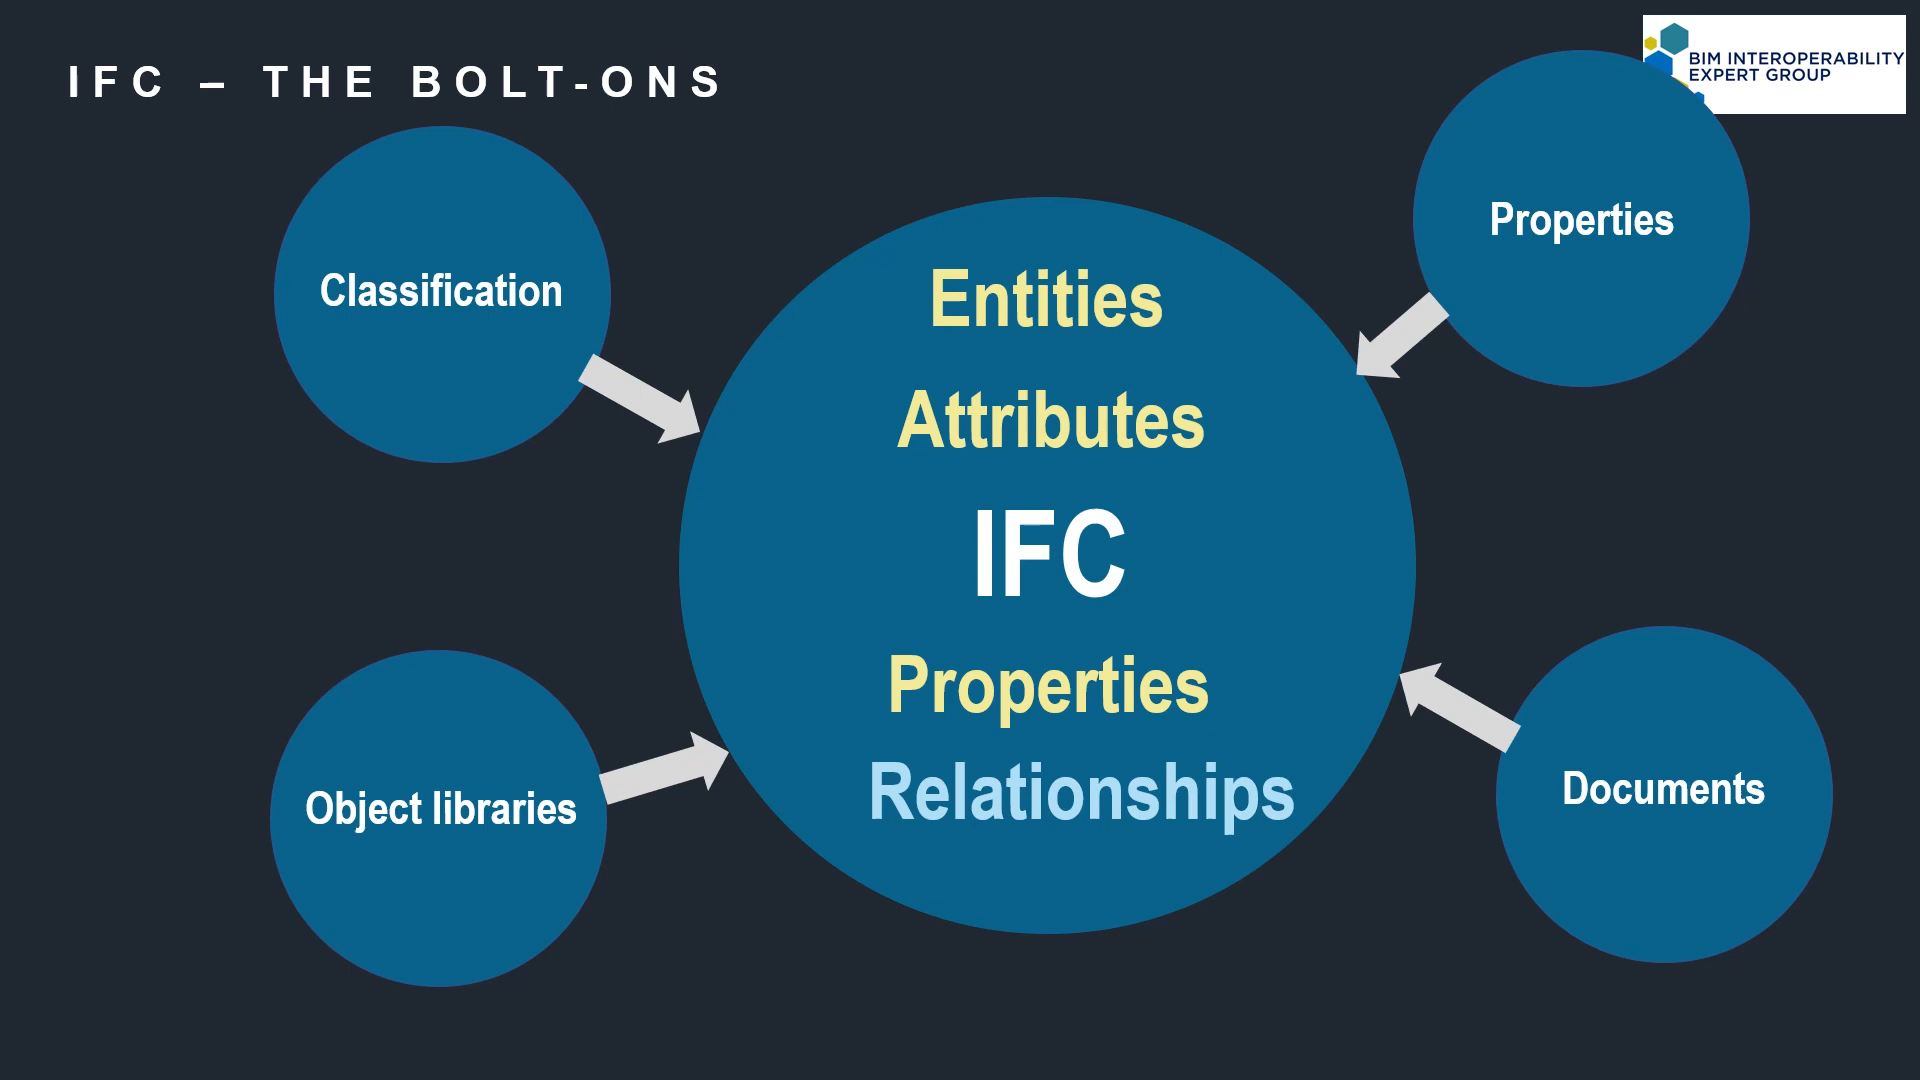 IFC – THE BOLT-ONS
BIM INTEROPERABILITY
EXPERT GROUP
Classification
Properties
Entities
Attributes
IFC
Properties
Relationships
Object libraries
Documents